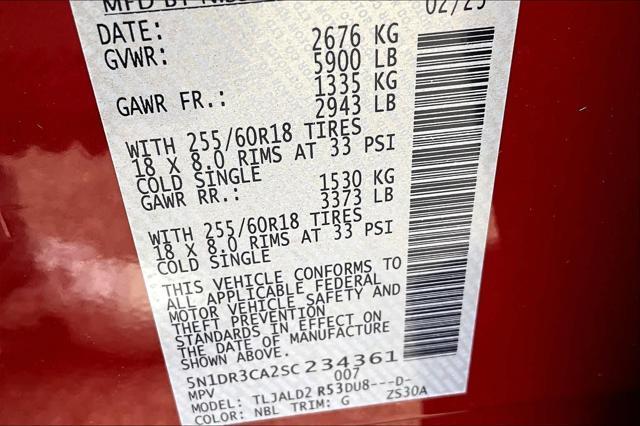 MFD BY NISS
02/25
DATE:
GVWR: 2676 KG
5900 LB
GAWR FR.: 1335 KG
2943 LB
WITH 255/60R18 TIRES
18 X 8.0 RIMS AT 33 PSI
COLD SINGLE
GAWR RR.: 1530 KG
3373 LB
WITH 255/60R18 TIRES
18 X 8.0 RIMS AT 33 PSI
COLD SINGLE
THIS VEHICLE CONFORMS TO
ALL APPLICABLE FEDERAL
MOTOR VEHICLE SAFETY AND
THEFT PREVENTION
STANDARDS IN EFFECT ON
THE DATE OF MANUFACTURE
SHOWN ABOVE.
5N1DR3CA2SC234361
MPV 007
MODEL: TLJALD2 R53DU8---D-
COLOR: NBL TRIM: G ZS30A